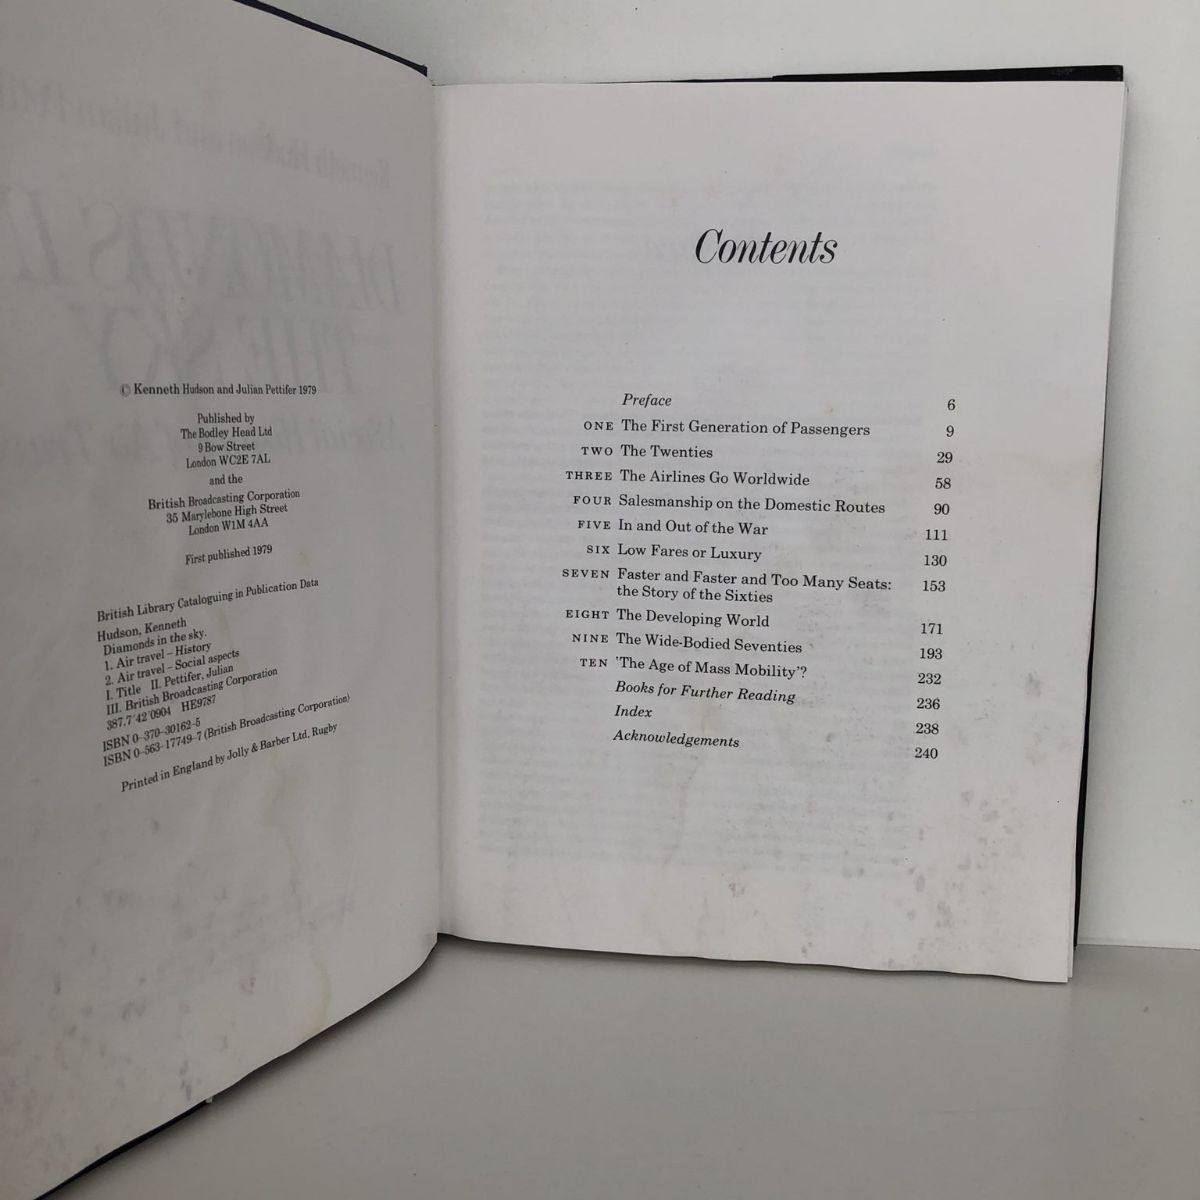 © Kenneth Hudson and Julian Pettifer 1979
Published by
The Bodley Head Ltd
9 Bow Street
London WC2E 7AL
and the
British Broadcasting Corporation
35 Marylebone High Street
London W1M 4AA
First published 1979
British Library Cataloguing in Publication Data
Hudson, Kenneth
Diamonds in the sky.
1. Air travel – History
2. Air travel – Social aspects
I. Title II. Pettifer, Julian
III. British Broadcasting Corporation
387.7'42'0904 HE9787
ISBN 0-370-30162-5
ISBN 0-563-17749-7 (British Broadcasting Corporation)
Printed in England by Jolly & Barber Ltd, Rugby
Contents
Preface 6
ONE The First Generation of Passengers 9
TWO The Twenties 29
THREE The Airlines Go Worldwide 58
FOUR Salesmanship on the Domestic Routes 90
FIVE In and Out of the War 111
SIX Low Fares or Luxury 130
SEVEN Faster and Faster and Too Many Seats: 153
the Story of the Sixties
EIGHT The Developing World 171
NINE The Wide-Bodied Seventies 193
TEN 'The Age of Mass Mobility'? 232
Books for Further Reading 236
Index 238
Acknowledgements 240